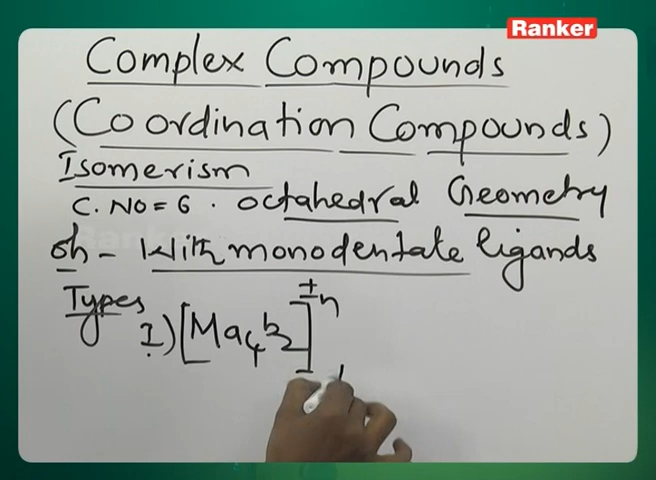 Ranker
Complex Compounds
(Coordination Compounds)
Isomerism
C. NO = 6 . Octahedral Geometry
Oh - With monodentate ligands
Types
I) [Ma₄b₂]±n